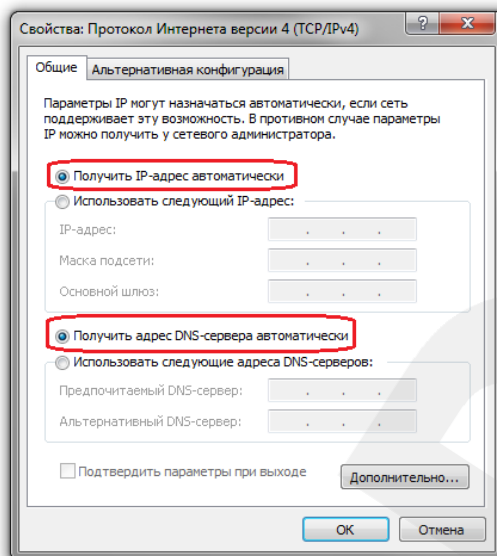 Свойства: Протокол Интернета версии 4 (TCP/IPv4)
Общие Альтернативная конфигурация
Параметры IP могут назначаться автоматически, если сеть
поддерживает эту возможность. В противном случае параметры
IP можно получить у сетевого администратора.
Получить IP-адрес автоматически
Использовать следующий IP-адрес:
IP-адрес:
Маска подсети:
Основной шлюз:
Получить адрес DNS-сервера автоматически
Использовать следующие адреса DNS-серверов:
Предпочитаемый DNS-сервер:
Альтернативный DNS-сервер:
Подтвердить параметры при выходе
Дополнительно...
ОК Отмена